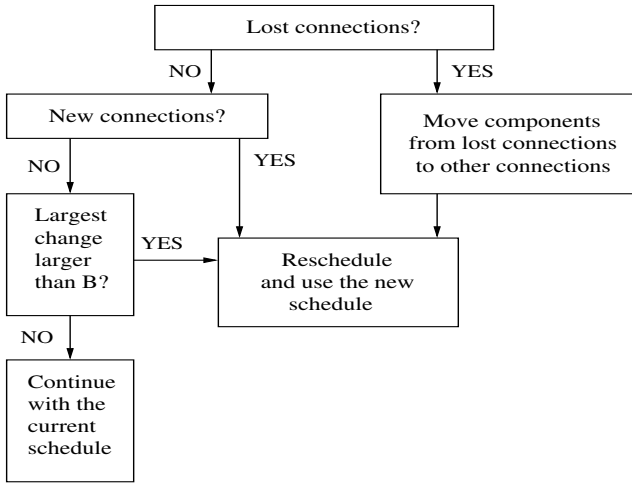 Lost connections?
NO
YES
New connections?
Move components
from lost connections
to other connections
NO
YES
Largest
change
larger
than B?
YES
Reschedule
and use the new
schedule
NO
Continue
with the
current
schedule